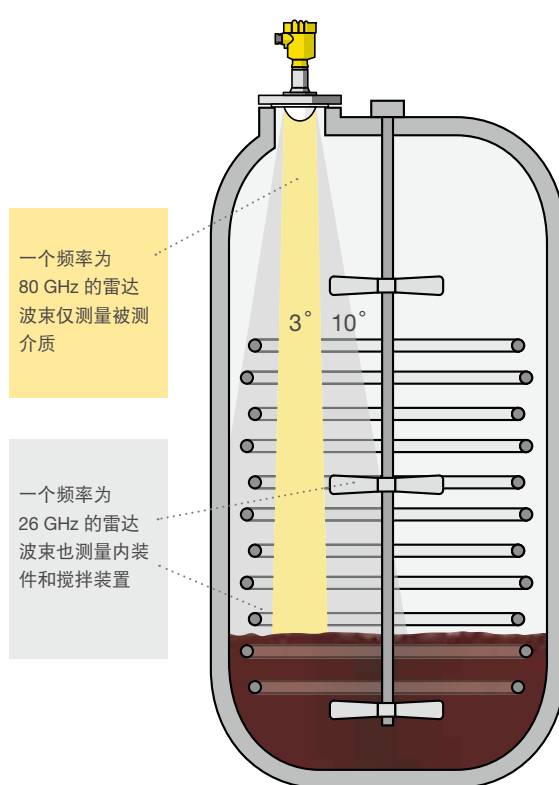 一个频率为
80 GHz 的雷达
波束仅测量被测
介质
3° 10°
一个频率为
26 GHz 的雷达
波束也测量内装
件和搅拌装置